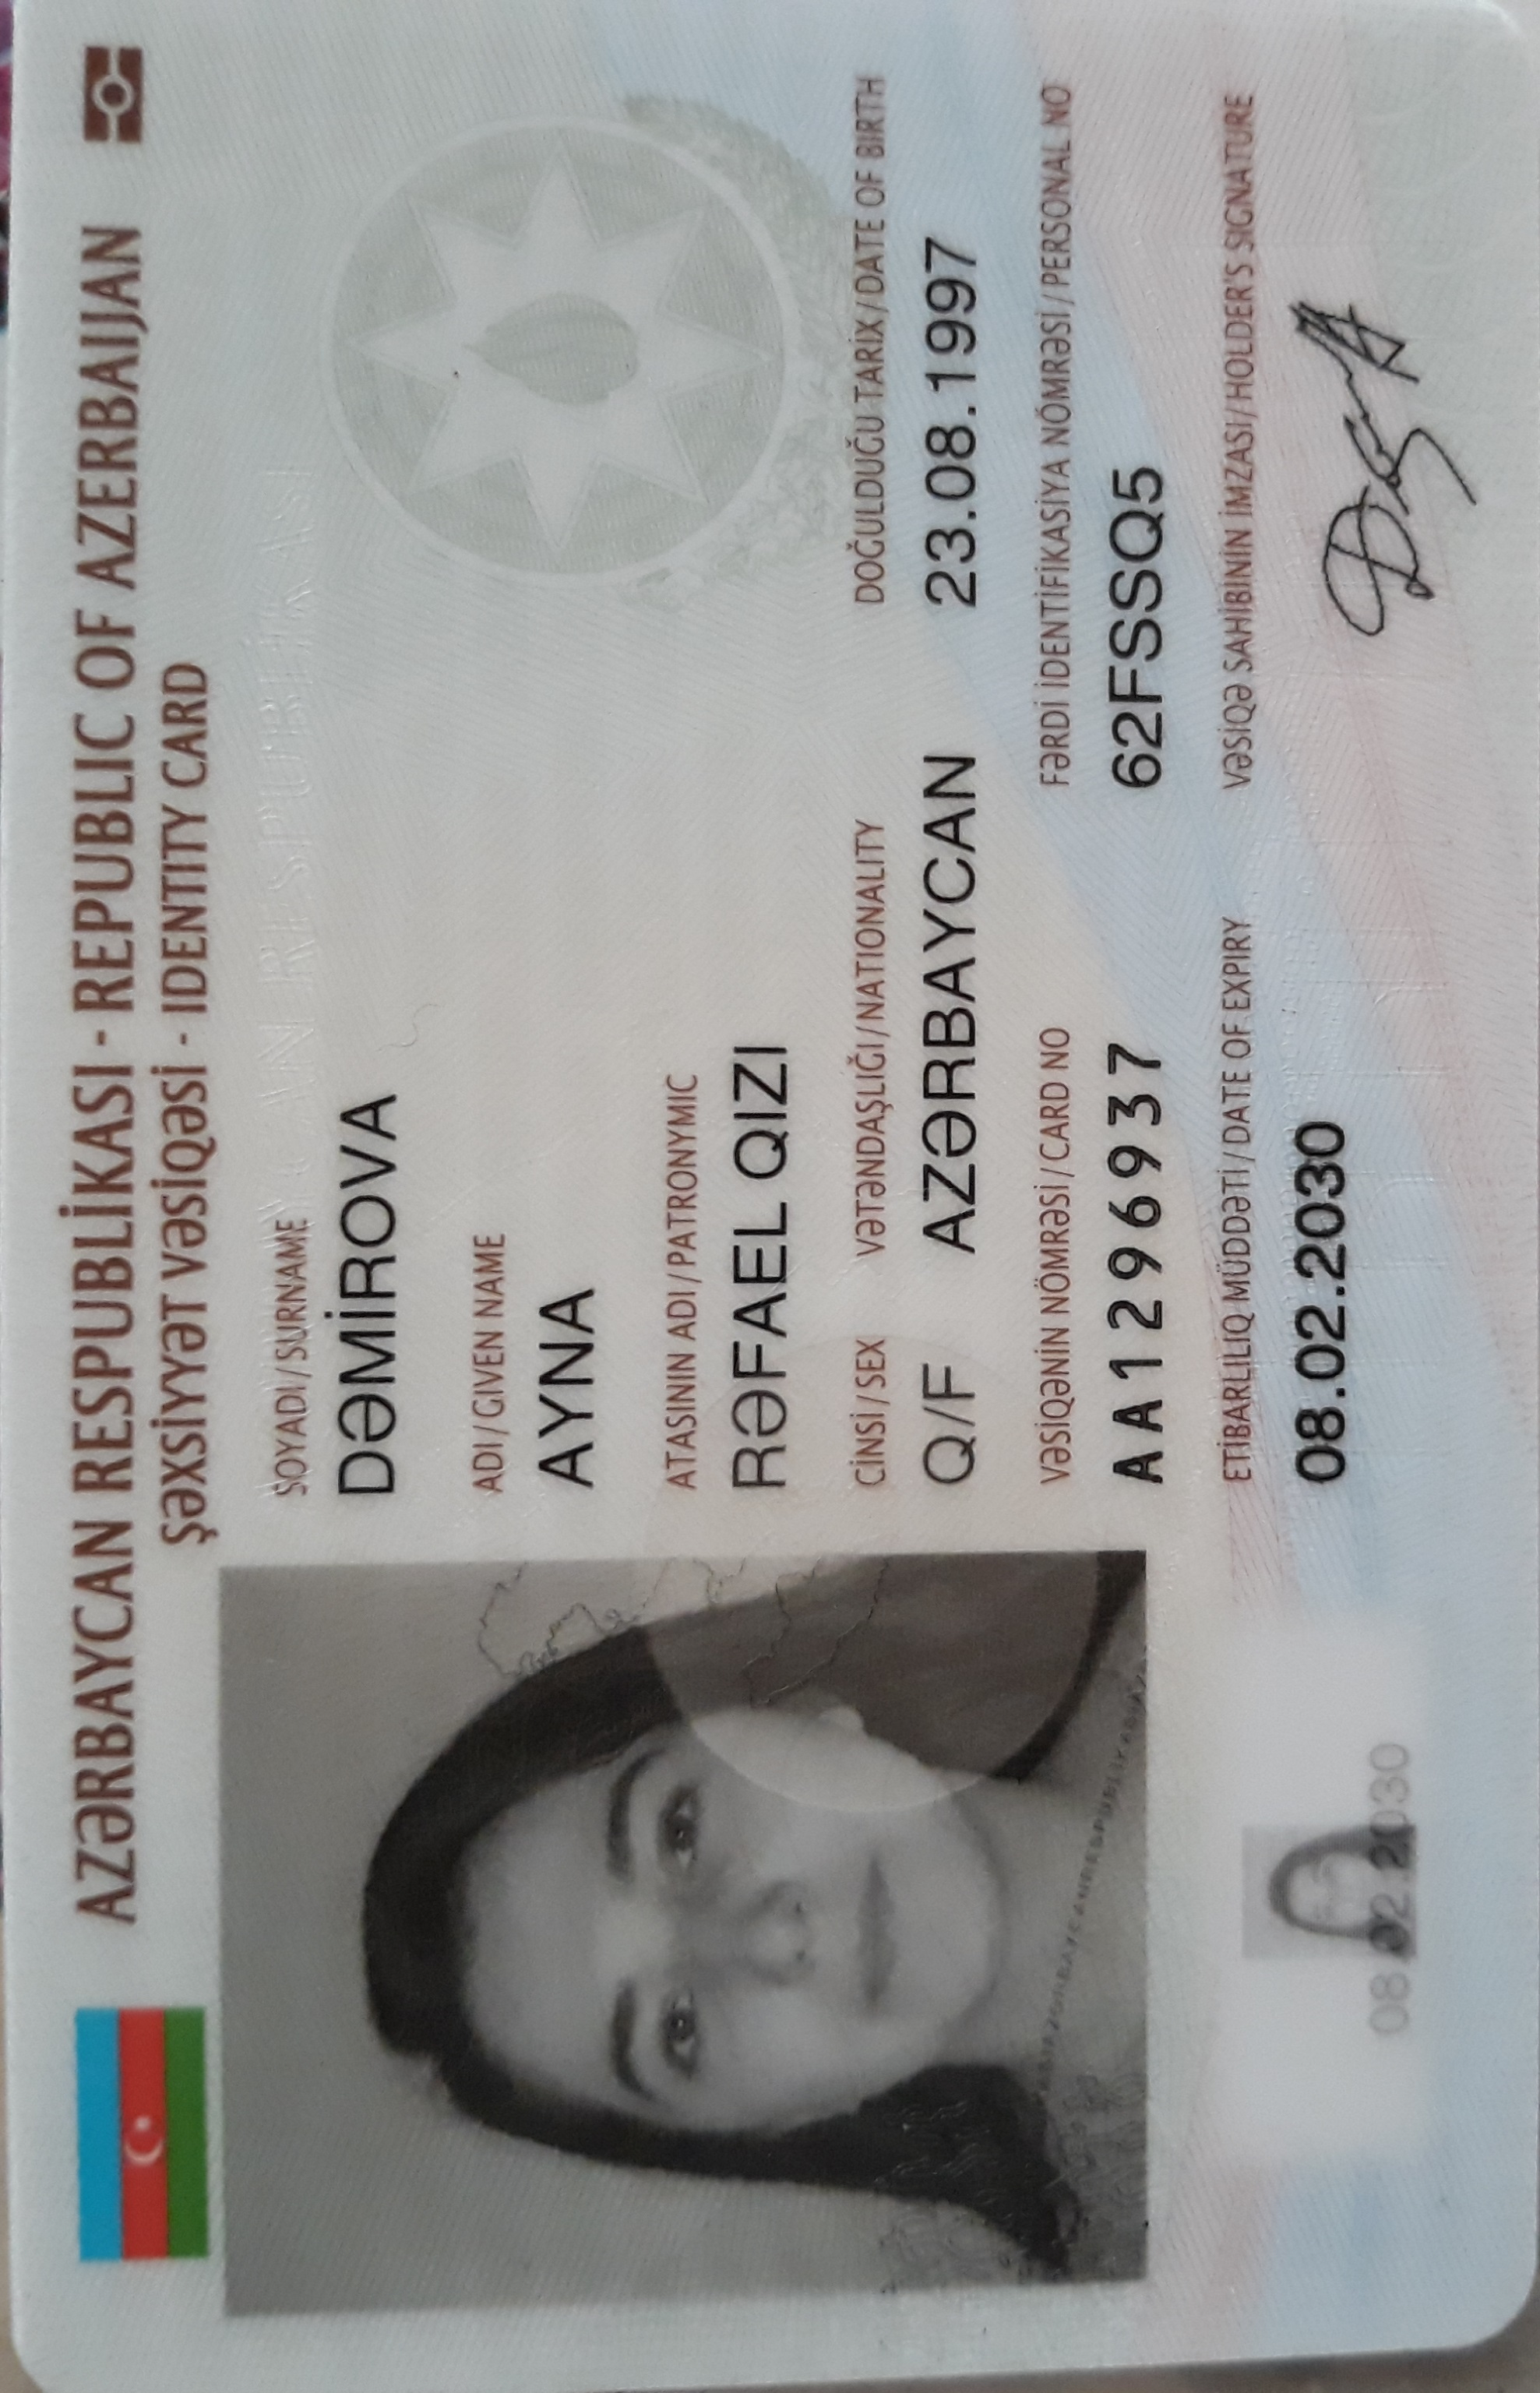 AZƏRBAYCAN RESPUBLİKASI - REPUBLIC OF AZERBAIJAN
ŞƏXSİYYƏT VƏSİQƏSİ - IDENTITY CARD
SOYADI/SURNAME
DƏMİROVA
ADI/GIVEN NAME
AYNA
ATASININ ADI/PATRONYMIC
RƏFAEL QIZI
CİNSİ/SEX VƏTƏNDAŞLIĞI/NATIONALITY DOĞULDUĞU TARİX/DATE OF BIRTH
Q/F AZƏRBAYCAN 23.08.1997
VƏSİQƏNİN NÖMRƏSİ/CARD NO FƏRDİ İDENTİFİKASİYA NÖMRƏSİ/PERSONAL NO
AA1296937 62FSSQ5
ETİBARLILIQ MÜDDƏTİ/DATE OF EXPIRY VƏSİQƏ SAHİBİNİN İMZASI/HOLDER'S SIGNATURE
08.02.2030
08.02.2030